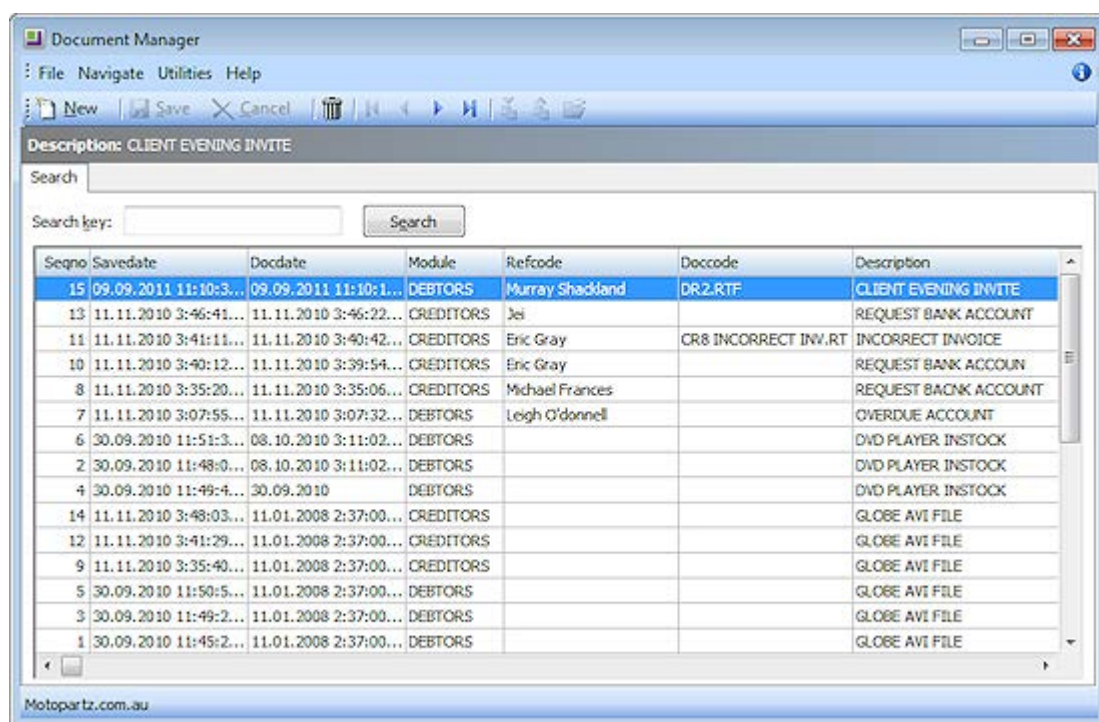 Document Manager
File Navigate Utilities Help
New Save Cancel
Description: CLIENT EVENING INVITE
Search
Search key: Search
Seqno Savedate Docdate Module Refcode Doccode Description
15 09.09.2011 11:10:3... 09.09.2011 11:10:1... DEBTORS Murray Shackland DR2.RTF CLIENT EVENING INVITE
13 11.11.2010 3:46:41... 11.11.2010 3:46:22... CREDITORS Jei REQUEST BANK ACCOUNT
11 11.11.2010 3:41:11... 11.11.2010 3:40:42... CREDITORS Eric Gray CR8 INCORRECT INV.RT INCORRECT INVOICE
10 11.11.2010 3:40:12... 11.11.2010 3:39:54... CREDITORS Eric Gray REQUEST BANK ACCOUN
8 11.11.2010 3:35:20... 11.11.2010 3:35:06... CREDITORS Michael Frances REQUEST BACNK ACCOUNT
7 11.11.2010 3:07:55... 11.11.2010 3:07:32... DEBTORS Leigh O'donnell OVERDUE ACCOUNT
6 30.09.2010 11:51:3... 08.10.2010 3:11:02... DEBTORS DVD PLAYER INSTOCK
2 30.09.2010 11:48:0... 08.10.2010 3:11:02... DEBTORS DVD PLAYER INSTOCK
4 30.09.2010 11:49:4... 30.09.2010 DEBTORS DVD PLAYER INSTOCK
14 11.11.2010 3:48:03... 11.01.2008 2:37:00... CREDITORS GLOBE AVI FILE
12 11.11.2010 3:41:29... 11.01.2008 2:37:00... CREDITORS GLOBE AVI FILE
9 11.11.2010 3:35:40... 11.01.2008 2:37:00... CREDITORS GLOBE AVI FILE
5 30.09.2010 11:50:5... 11.01.2008 2:37:00... DEBTORS GLOBE AVI FILE
3 30.09.2010 11:49:2... 11.01.2008 2:37:00... DEBTORS GLOBE AVI FILE
1 30.09.2010 11:45:2... 11.01.2008 2:37:00... DEBTORS GLOBE AVI FILE
Motopartz.com.au